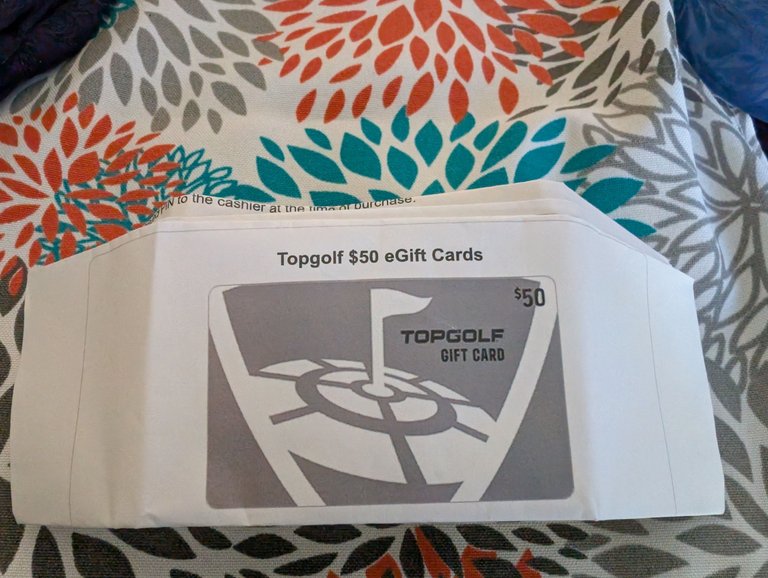 to the cashier at the time of purchase.
Topgolf $50 eGift Cards
$50
TOPGOLF
GIFT CARD